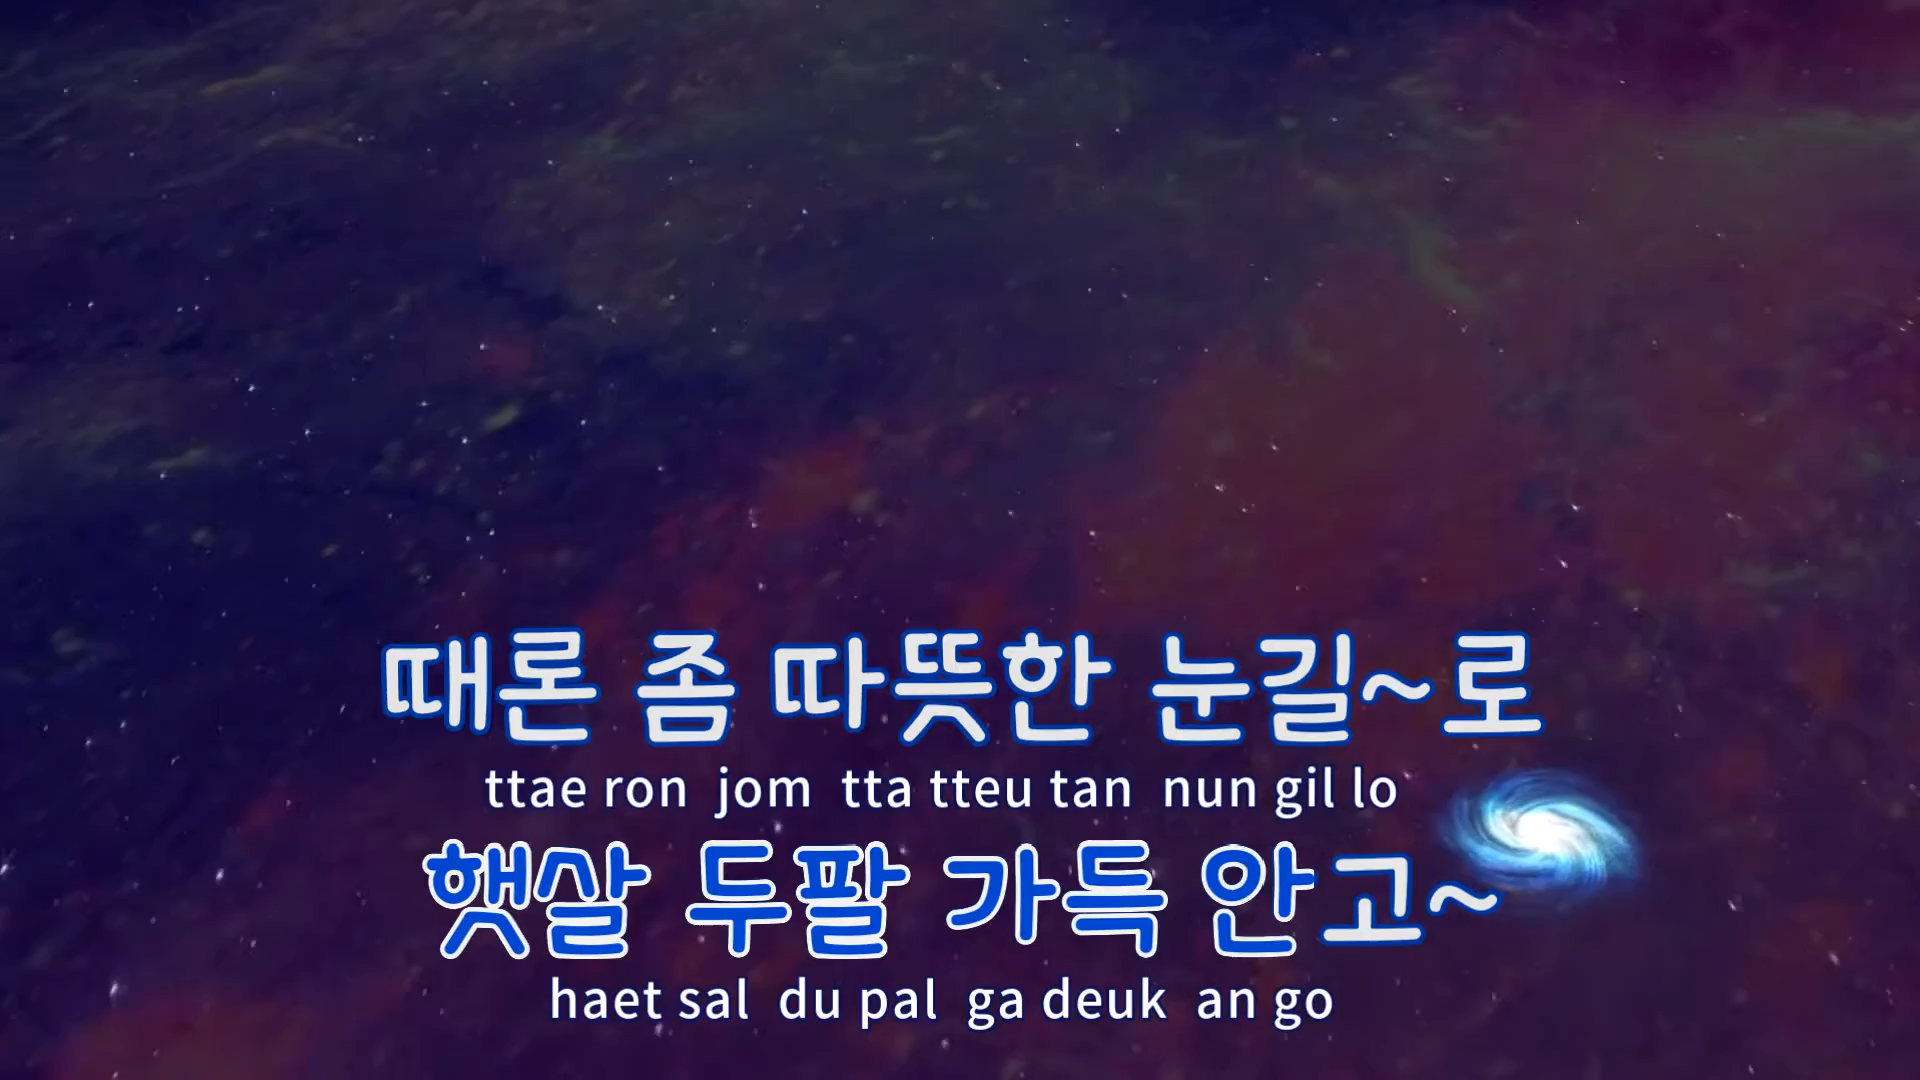 때론 좀 따뜻한 눈길~로
ttae ron jom tta tteu tan nun gil lo
햇살 두팔 가득 안고~
haet sal du pal ga deuk an go